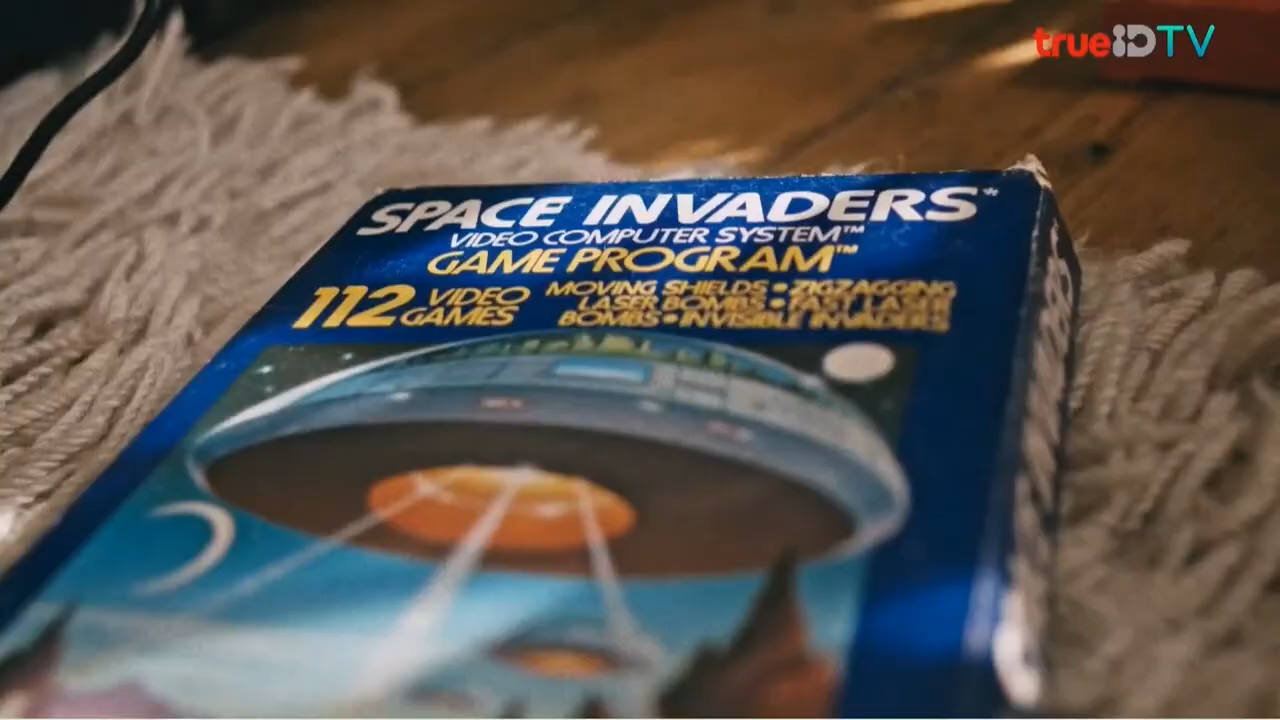 trueiDTV
SPACE INVADERS*
VIDEO COMPUTER SYSTEM™
GAME PROGRAM™
112 VIDEO GAMES
MOVING SHIELDS • ZIGZAGGING
LASER BOMBS • FAST LASER
BOMBS • INVISIBLE INVADERS